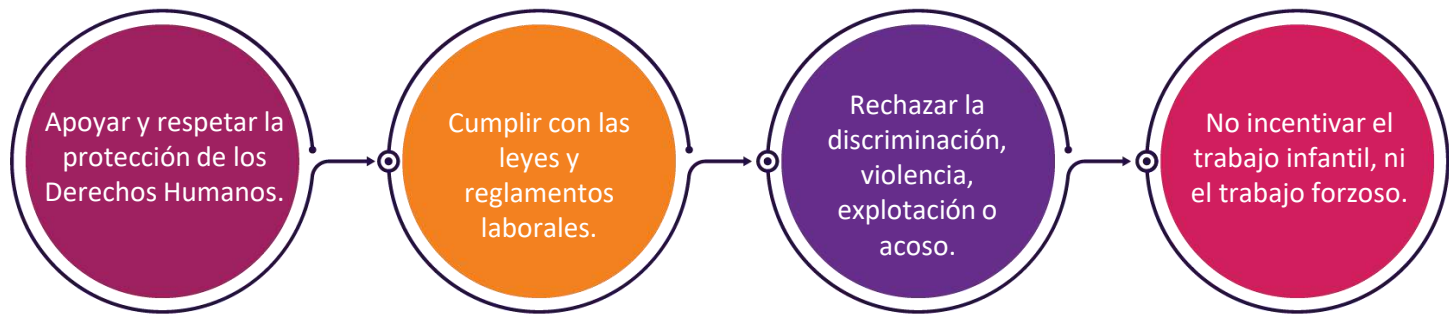 Apoyar y respetar la
protección de los
Derechos Humanos.
Cumplir con las
leyes y
reglamentos
laborales.
Rechazar la
discriminación,
violencia,
explotación o
acoso.
No incentivar el
trabajo infantil, ni
el trabajo forzoso.